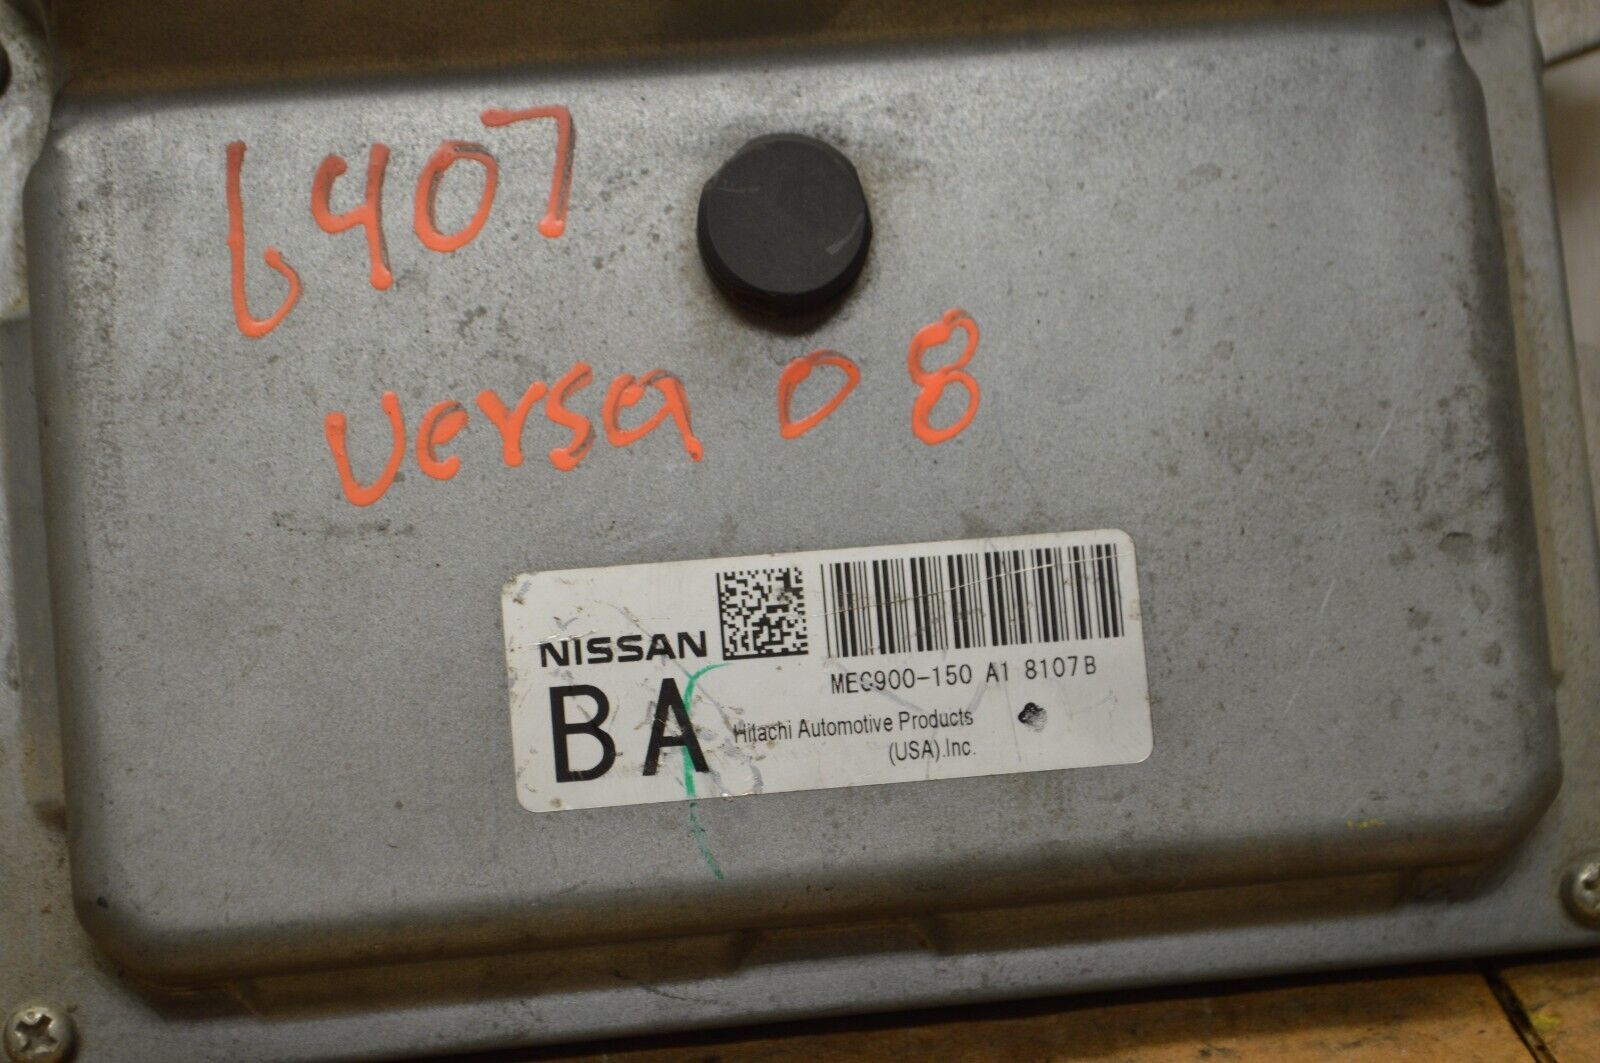 6407
versa 08
NISSAN
MEC900-150 A1 8107B
BA
Hitachi Automotive Products
(USA).Inc.